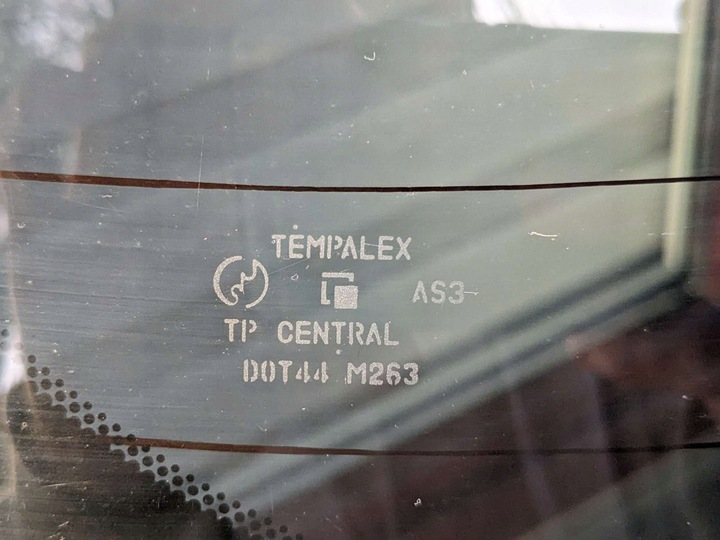 TEMPALEX
AS3
TP CENTRAL
DOT44 M263